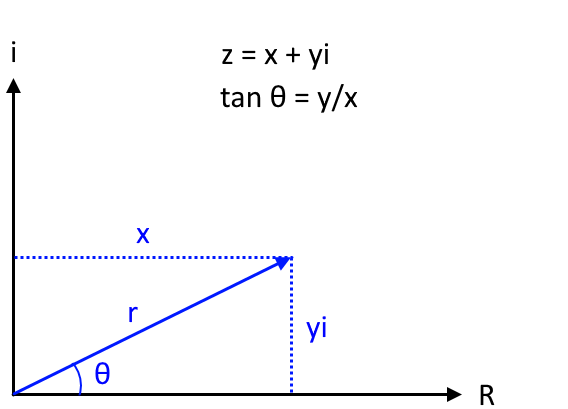 i
z = x + yi
tan θ = y/x
x
r
yi
θ
R